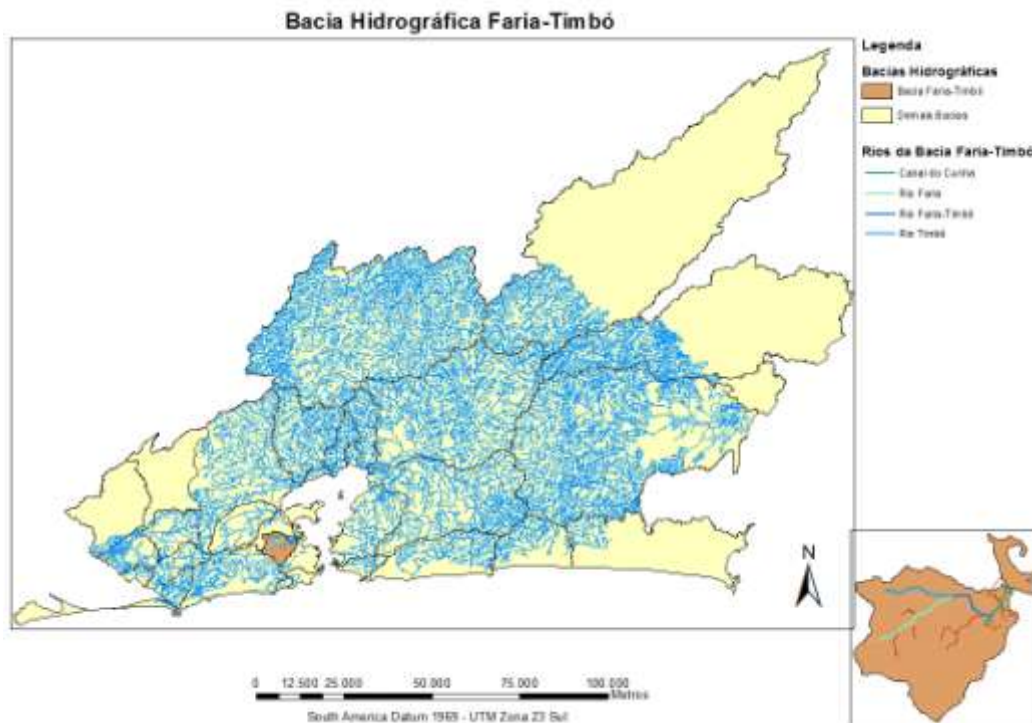 Bacia Hidrográfica Faria-Timbó
Legenda
Bacias Hidrográficas
Bacia Faria-Timbó
Demais Bacias
Rios da Bacia Faria-Timbó
Canal do Cunha
Rio Faria
Rio Faria-Timbó
Rio Timbó
N
0 12.500 25.000 50.000 75.000 100.000
Metros
South America Datum 1969 - UTM Zona 23 Sul